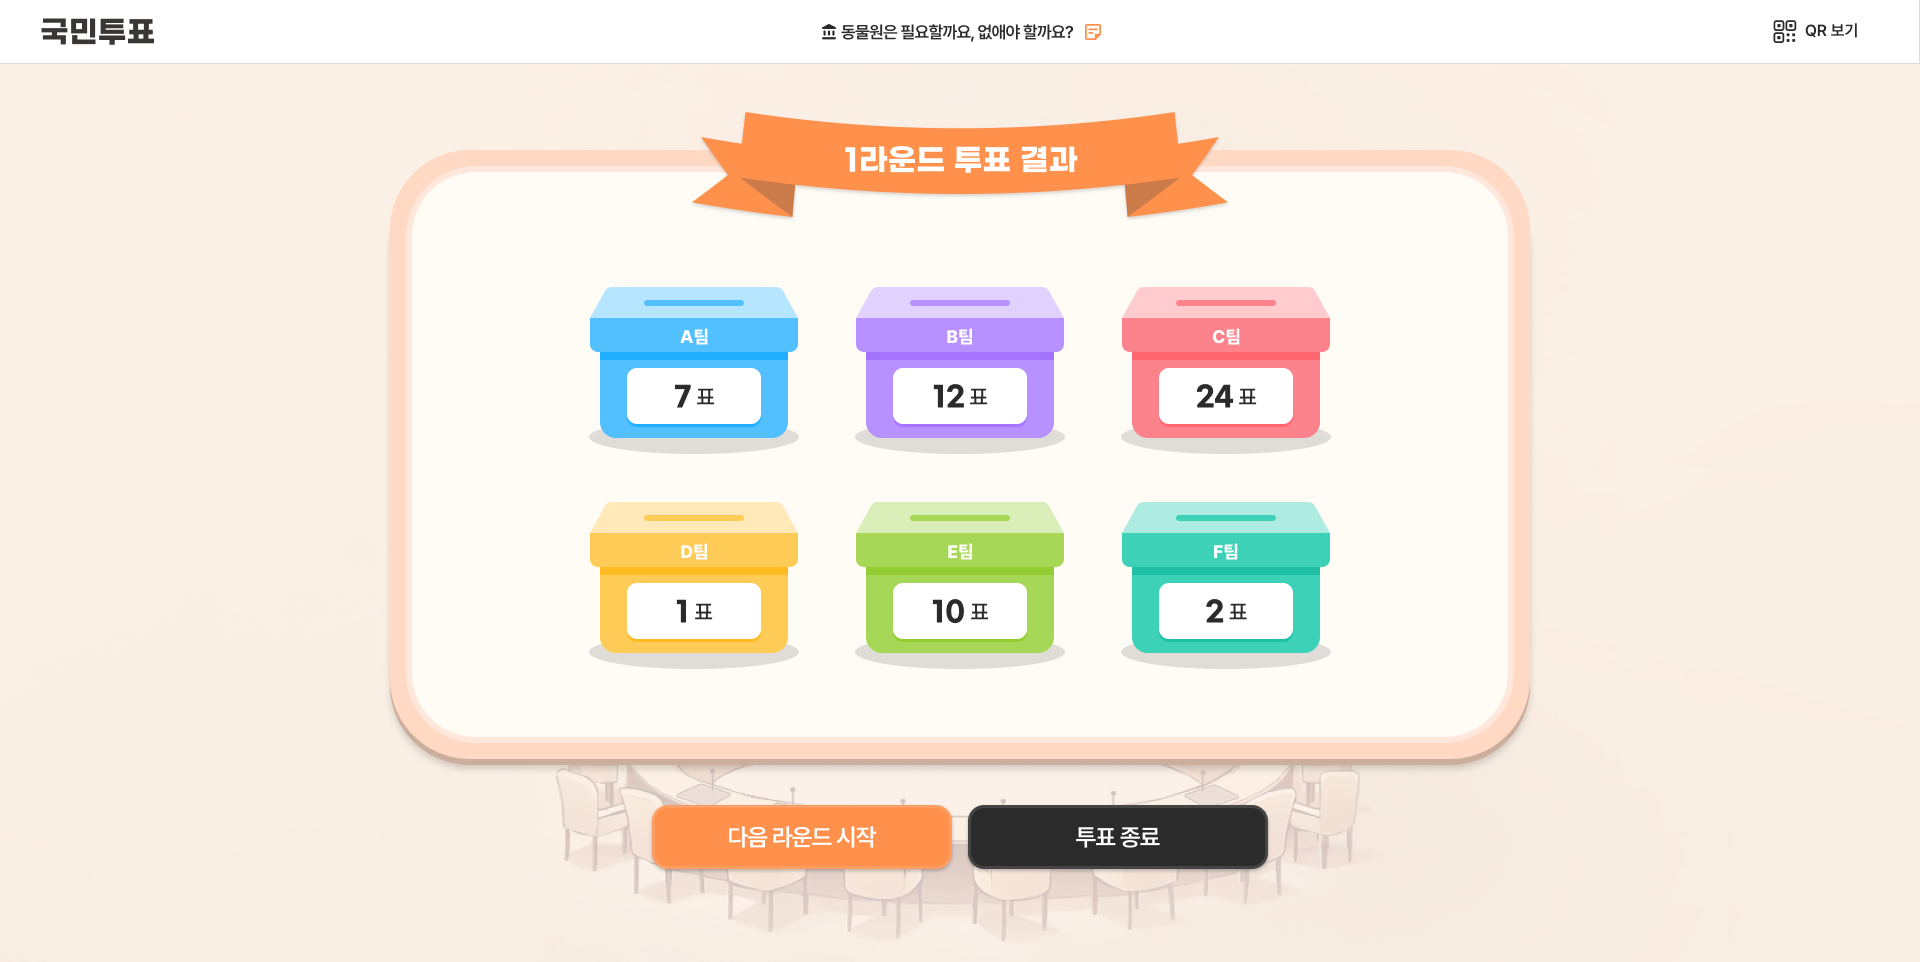 국민투표
동물원은 필요할까요, 없애야 할까요?
QR 보기
1라운드 투표 결과
A팀
B팀
C팀
7 표
12 표
24 표
D팀
E팀
F팀
1 표
10 표
2 표
다음 라운드 시작
투표 종료